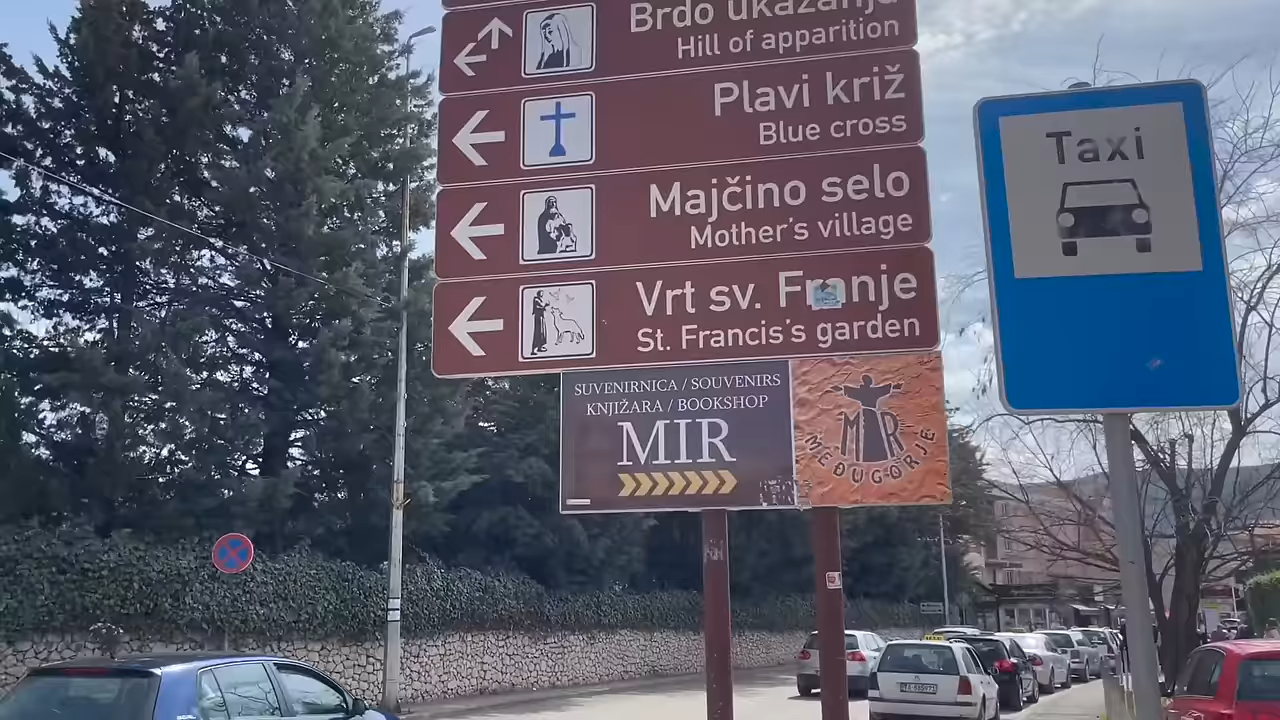 Brdo ukazanja
Hill of apparition
Plavi križ
Blue cross
Majčino selo
Mother's village
Vrt sv. Franje
St. Francis's garden
SUVENIRNICA / SOUVENIRS
KNJIŽARA / BOOKSHOP
MIR
MIR
MEĐUGORJE
Taxi